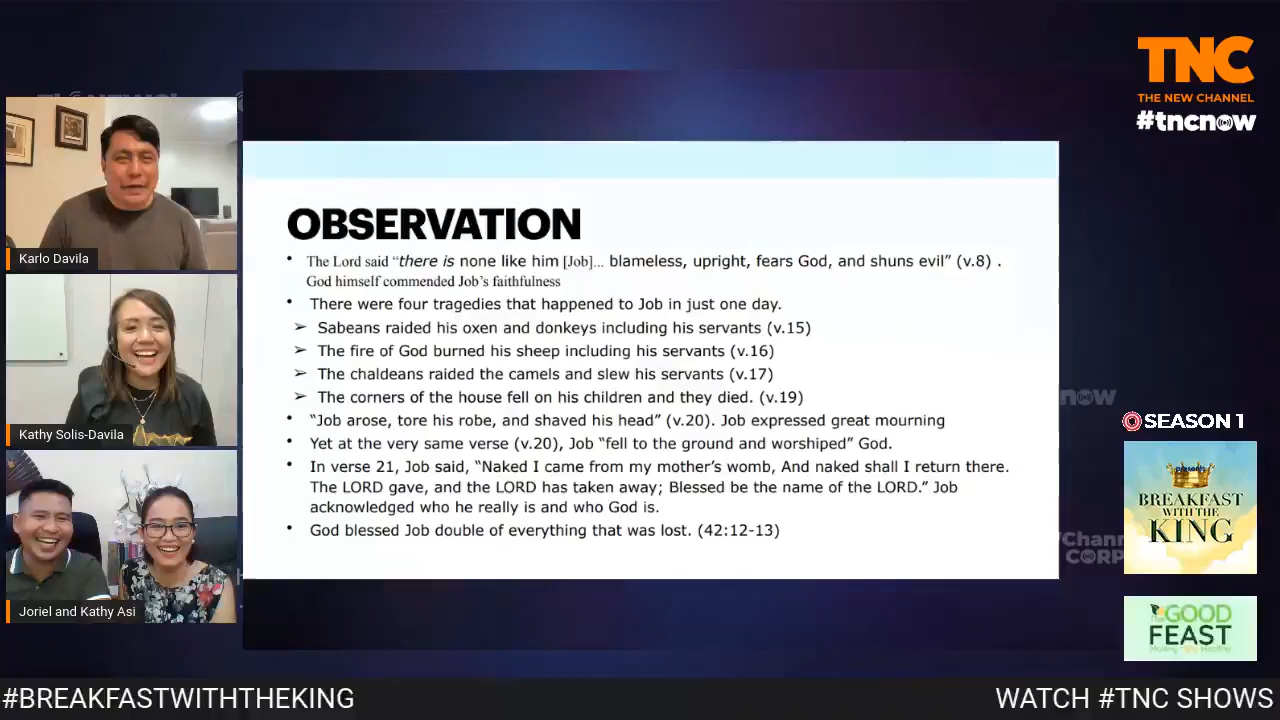 TNC
THE NEW CHANNEL
#tncnow
Karlo Davila
Kathy Solis-Davila
Joriel and Kathy Asi
OBSERVATION
• The Lord said “there is none like him [Job]... blameless, upright, fears God, and shuns evil” (v.8) .
God himself commended Job’s faithfulness
• There were four tragedies that happened to Job in just one day.
➢ Sabeans raided his oxen and donkeys including his servants (v.15)
➢ The fire of God burned his sheep including his servants (v.16)
➢ The chaldeans raided the camels and slew his servants (v.17)
➢ The corners of the house fell on his children and they died. (v.19)
• “Job arose, tore his robe, and shaved his head” (v.20). Job expressed great mourning
• Yet at the very same verse (v.20), Job “fell to the ground and worshiped” God.
• In verse 21, Job said, “Naked I came from my mother’s womb, And naked shall I return there.
The LORD gave, and the LORD has taken away; Blessed be the name of the LORD.” Job
acknowledged who he really is and who God is.
• God blessed Job double of everything that was lost. (42:12-13)
SEASON 1
presents
BREAKFAST
WITH THE
KING
GOOD
FEAST
#BREAKFASTWITHTHEKING
WATCH #TNC SHOWS